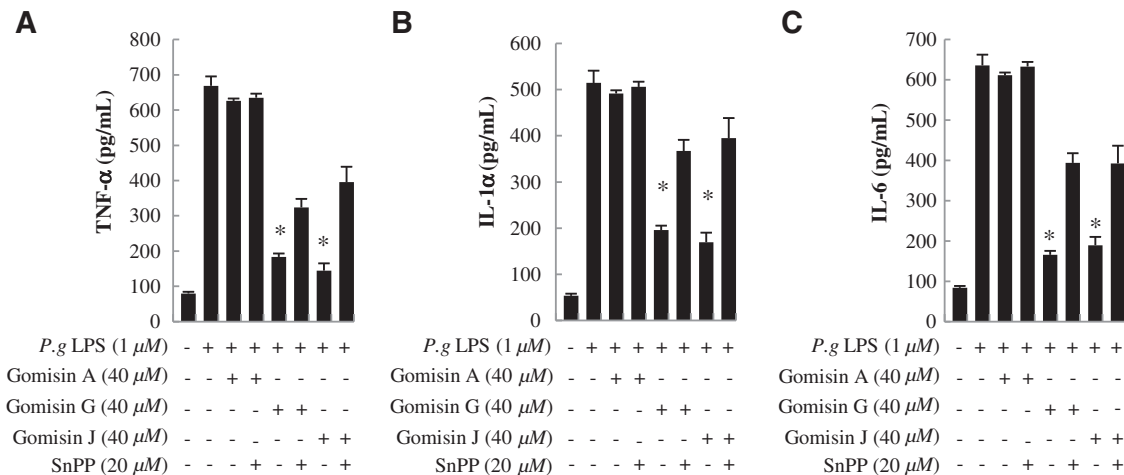 A
TNF-α (pg/mL)
800
700
600
500
400
300
200
100
0
*
*
P.g LPS (1 μM) - + + + + + + +
Gomisin A (40 μM) - - + + - - - -
Gomisin G (40 μM) - - - - + + - -
Gomisin J (40 μM) - - - - - - + +
SnPP (20 μM) - - - + - + - +
B
IL-1α (pg/mL)
600
500
400
300
200
100
0
*
*
P.g LPS (1 μM) - + + + + + + +
Gomisin A (40 μM) - - + + - - - -
Gomisin G (40 μM) - - - - + + - -
Gomisin J (40 μM) - - - - - - + +
SnPP (20 μM) - - - + - + - +
C
IL-6 (pg/mL)
700
600
500
400
300
200
100
0
*
*
P.g LPS (1 μM) - + + + + + + +
Gomisin A (40 μM) - - + + - - - -
Gomisin G (40 μM) - - - - + + - -
Gomisin J (40 μM) - - - - - - + +
SnPP (20 μM) - - - + - + - +